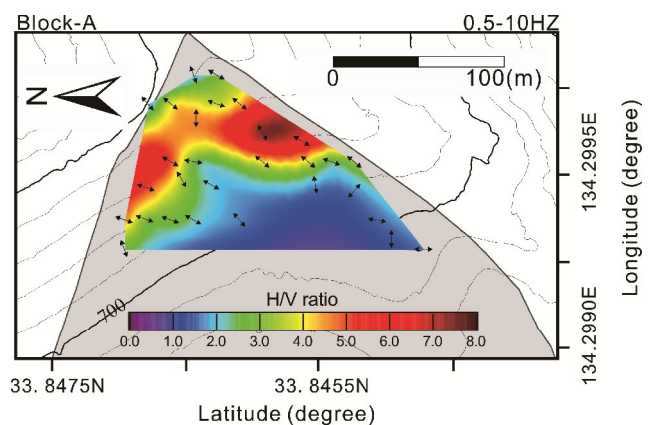 Block-A 0.5-10HZ
N
0 100(m)
134.2995E
Longitude (degree)
700
H/V ratio
0.0 1.0 2.0 3.0 4.0 5.0 6.0 7.0 8.0
134.2990E
33. 8475N 33. 8455N
Latitude (degree)